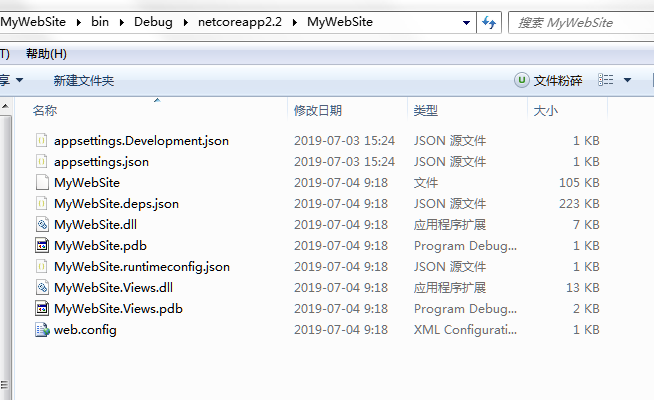 MyWebSite ▸ bin ▸ Debug ▸ netcoreapp2.2 ▸ MyWebSite 搜索 MyWebSite
T) 帮助(H)
享 新建文件夹 文件粉碎
名称 修改日期 类型 大小
appsettings.Development.json 2019-07-03 15:24 JSON 源文件 1 KB
appsettings.json 2019-07-03 15:24 JSON 源文件 1 KB
MyWebSite 2019-07-04 9:18 文件 105 KB
MyWebSite.deps.json 2019-07-04 9:18 JSON 源文件 223 KB
MyWebSite.dll 2019-07-04 9:18 应用程序扩展 7 KB
MyWebSite.pdb 2019-07-04 9:18 Program Debug... 1 KB
MyWebSite.runtimeconfig.json 2019-07-04 9:18 JSON 源文件 1 KB
MyWebSite.Views.dll 2019-07-04 9:18 应用程序扩展 13 KB
MyWebSite.Views.pdb 2019-07-04 9:18 Program Debug... 2 KB
web.config 2019-07-04 9:18 XML Configurati... 1 KB